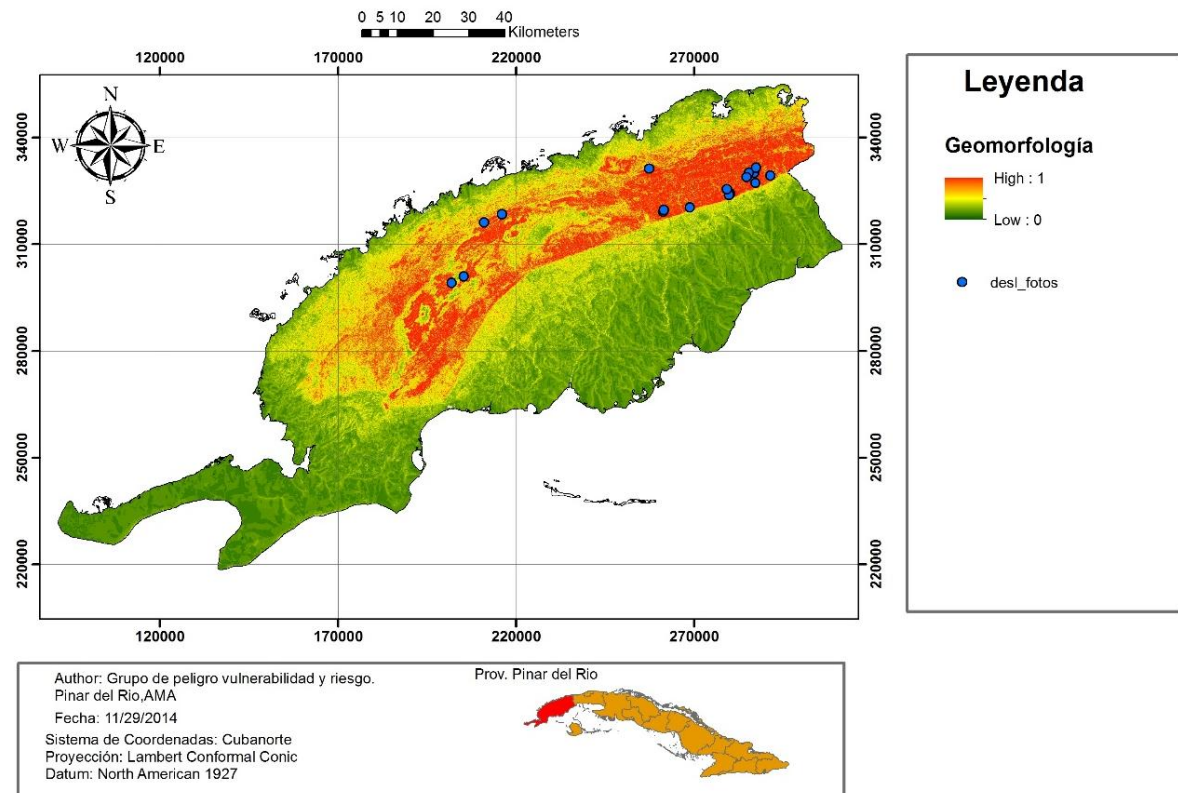 0 5 10 20 30 40
Kilometers
120000 170000 220000 270000
N
W E
S
340000 340000
310000 310000
280000 280000
250000 250000
220000 220000
120000 170000 220000 270000
Leyenda
Geomorfología
High : 1
Low : 0
desl_fotos
Author: Grupo de peligro vulnerabilidad y riesgo.
Pinar del Rio,AMA
Fecha: 11/29/2014
Sistema de Coordenadas: Cubanorte
Proyección: Lambert Conformal Conic
Datum: North American 1927
Prov. Pinar del Rio